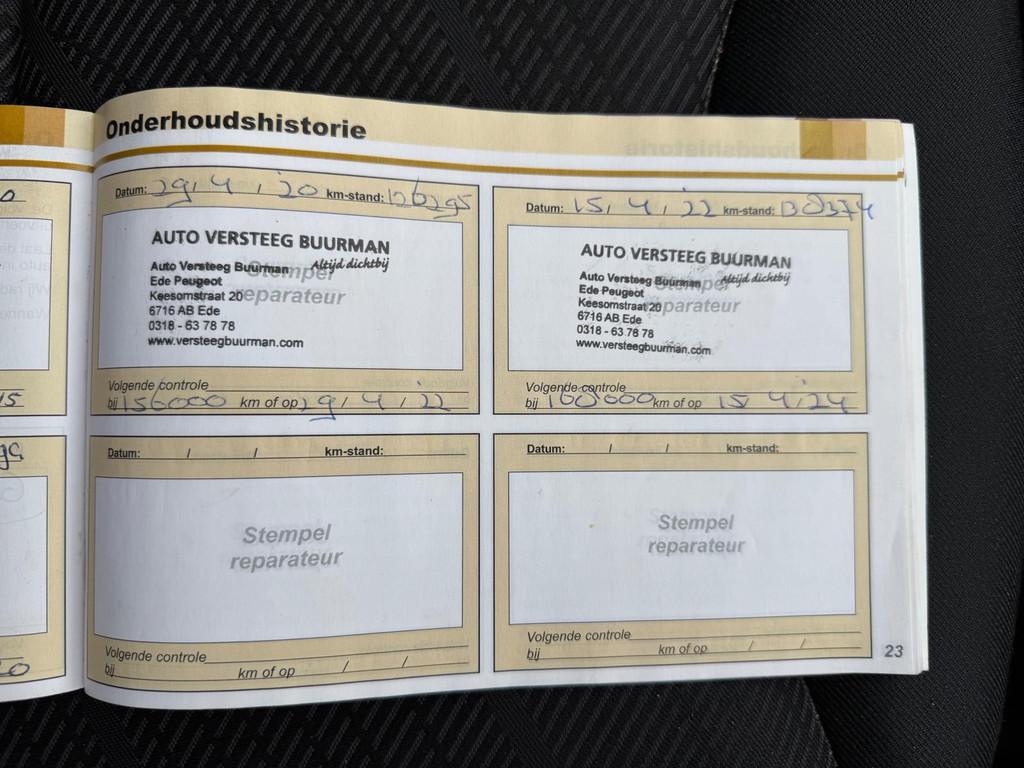 Onderhoudshistorie
Datum: 29, 4, '20 km-stand: 126295
AUTO VERSTEEG BUURMAN
Altijd dichtbij
Auto Versteeg Buurman
Ede Peugeot
Keesomstraat 20
6716 AB Ede
0318 - 63 78 78
www.versteegbuurman.com
Stempel
reparateur
Volgende controle
bij 156000 km of op 29/ 4 / 22
Datum: 15, 4, 22 km-stand: 130374
AUTO VERSTEEG BUURMAN
Altijd dichtbij
Auto Versteeg Buurman
Ede Peugeot
Keesomstraat 20
6716 AB Ede
0318 - 63 78 78
www.versteegbuurman.com
Stempel
reparateur
Volgende controle
bij 160000 km of op 15 4/24
Datum: / / km-stand:
Stempel
reparateur
Volgende controle
bij km of op / /
Datum: / / km-stand:
Stempel
reparateur
Volgende controle
bij km of op / /
23